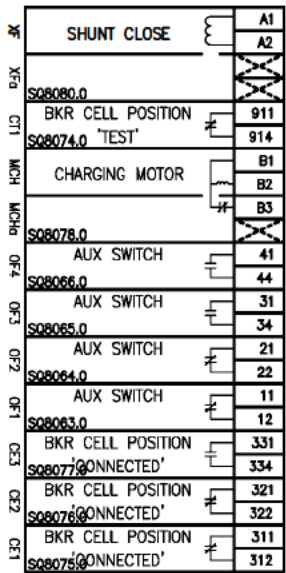 XF
SHUNT CLOSE
A1
A2
XFa
SQ8080.0
CT1
BKR CELL POSITION
911
SQ8074.0 'TEST'
914
MCH
CHARGING MOTOR
B1
B2
MCHa
B3
SQ8078.0
OF4
AUX SWITCH
41
SQ8066.0
44
OF3
AUX SWITCH
31
SQ8065.0
34
OF2
AUX SWITCH
21
SQ8064.0
22
OF1
AUX SWITCH
11
SQ8063.0
12
CE3
BKR CELL POSITION
331
SQ8077.0 'CONNECTED'
334
CE2
BKR CELL POSITION
321
SQ8076.0 'CONNECTED'
322
CE1
BKR CELL POSITION
311
SQ8075.0 'CONNECTED'
312